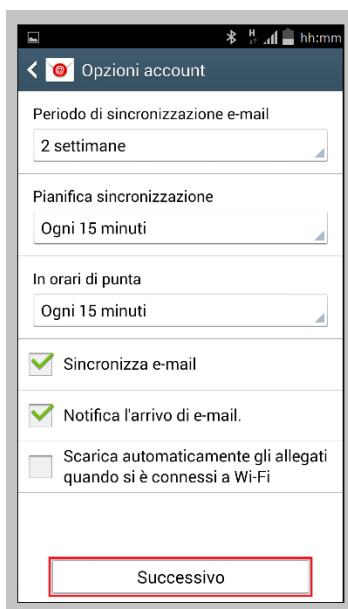 H hh:mm
Opzioni account
Periodo di sincronizzazione e-mail
2 settimane
Pianifica sincronizzazione
Ogni 15 minuti
In orari di punta
Ogni 15 minuti
Sincronizza e-mail
Notifica l'arrivo di e-mail.
Scarica automaticamente gli allegati
quando si è connessi a Wi-Fi
Successivo